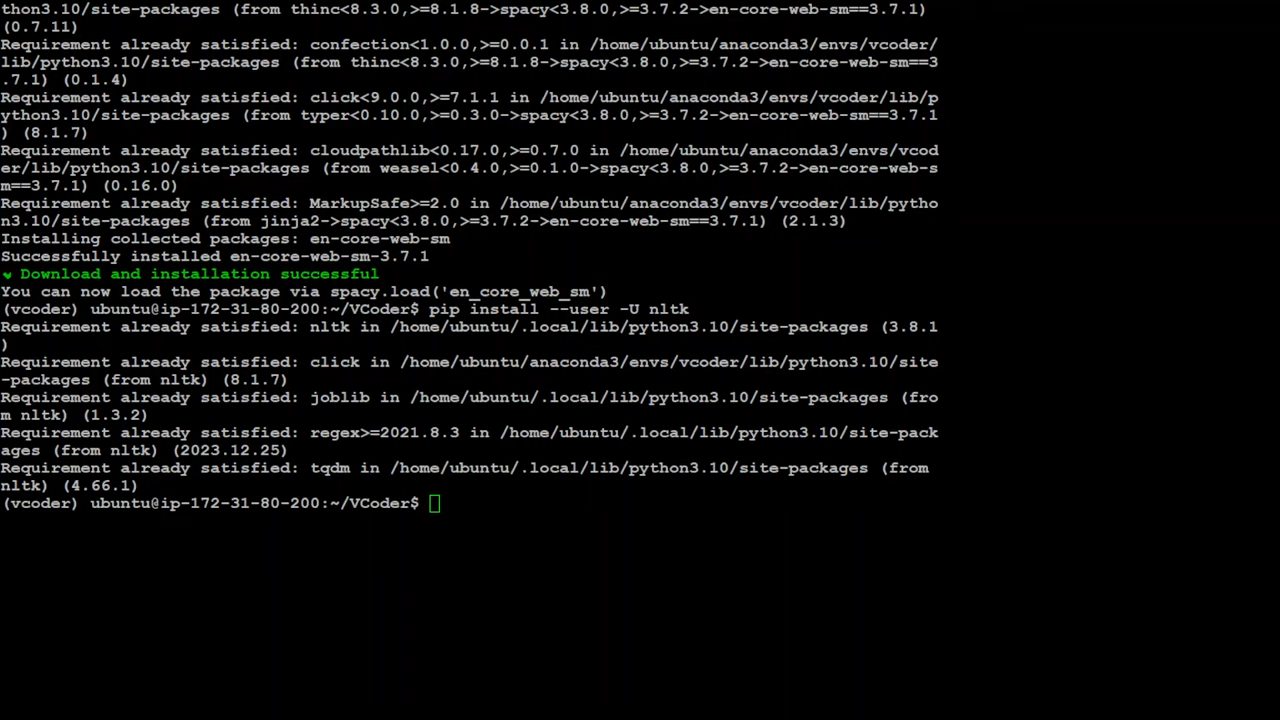 thon3.10/site-packages (from thinc<8.3.0,>=8.1.8->spacy<3.8.0,>=3.7.2->en-core-web-sm==3.7.1)
(0.7.11)
Requirement already satisfied: confection<1.0.0,>=0.0.1 in /home/ubuntu/anaconda3/envs/vcoder/
lib/python3.10/site-packages (from thinc<8.3.0,>=8.1.8->spacy<3.8.0,>=3.7.2->en-core-web-sm==3
.7.1) (0.1.4)
Requirement already satisfied: click<9.0.0,>=7.1.1 in /home/ubuntu/anaconda3/envs/vcoder/lib/p
ython3.10/site-packages (from typer<0.10.0,>=0.3.0->spacy<3.8.0,>=3.7.2->en-core-web-sm==3.7.1
) (8.1.7)
Requirement already satisfied: cloudpathlib<0.17.0,>=0.7.0 in /home/ubuntu/anaconda3/envs/vcod
er/lib/python3.10/site-packages (from weasel<0.4.0,>=0.1.0->spacy<3.8.0,>=3.7.2->en-core-web-s
m==3.7.1) (0.16.0)
Requirement already satisfied: MarkupSafe>=2.0 in /home/ubuntu/anaconda3/envs/vcoder/lib/pytho
n3.10/site-packages (from jinja2->spacy<3.8.0,>=3.7.2->en-core-web-sm==3.7.1) (2.1.3)
Installing collected packages: en-core-web-sm
Successfully installed en-core-web-sm-3.7.1
✔ Download and installation successful
You can now load the package via spacy.load('en_core_web_sm')
(vcoder) ubuntu@ip-172-31-80-200:~/VCoder$ pip install --user -U nltk
Requirement already satisfied: nltk in /home/ubuntu/.local/lib/python3.10/site-packages (3.8.1
)
Requirement already satisfied: click in /home/ubuntu/anaconda3/envs/vcoder/lib/python3.10/site
-packages (from nltk) (8.1.7)
Requirement already satisfied: joblib in /home/ubuntu/.local/lib/python3.10/site-packages (fro
m nltk) (1.3.2)
Requirement already satisfied: regex>=2021.8.3 in /home/ubuntu/.local/lib/python3.10/site-pack
ages (from nltk) (2023.12.25)
Requirement already satisfied: tqdm in /home/ubuntu/.local/lib/python3.10/site-packages (from
nltk) (4.66.1)
(vcoder) ubuntu@ip-172-31-80-200:~/VCoder$